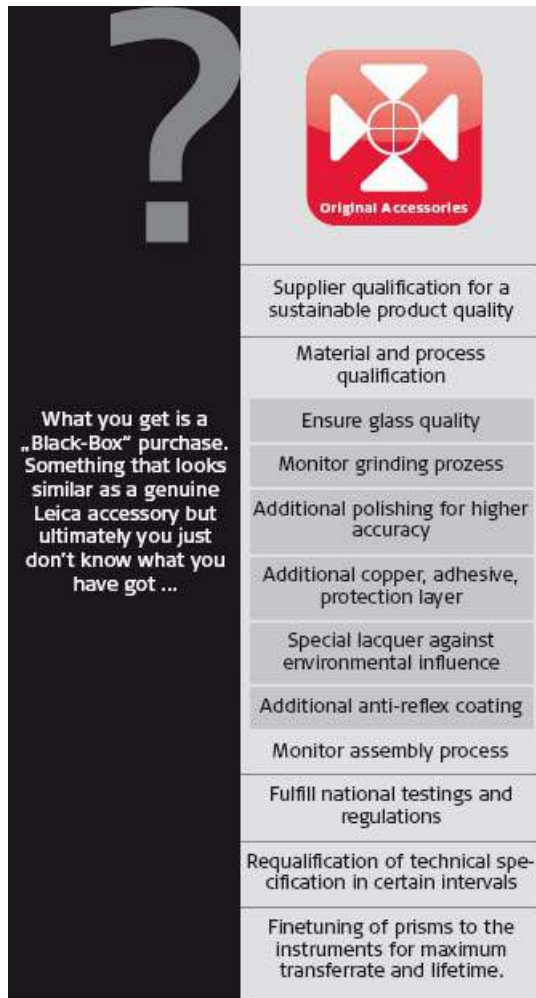 ?
What you get is a
„Black-Box“ purchase.
Something that looks
similar as a genuine
Leica accessory but
ultimately you just
don't know what you
have got ...
Original Accessories
Supplier qualification for a
sustainable product quality
Material and process
qualification
Ensure glass quality
Monitor grinding prozess
Additional polishing for higher
accuracy
Additional copper, adhesive,
protection layer
Special lacquer against
environmental influence
Additional anti-reflex coating
Monitor assembly process
Fulfill national testings and
regulations
Requalification of technical spe-
cification in certain intervals
Finetuning of prisms to the
instruments for maximum
transferrate and lifetime.